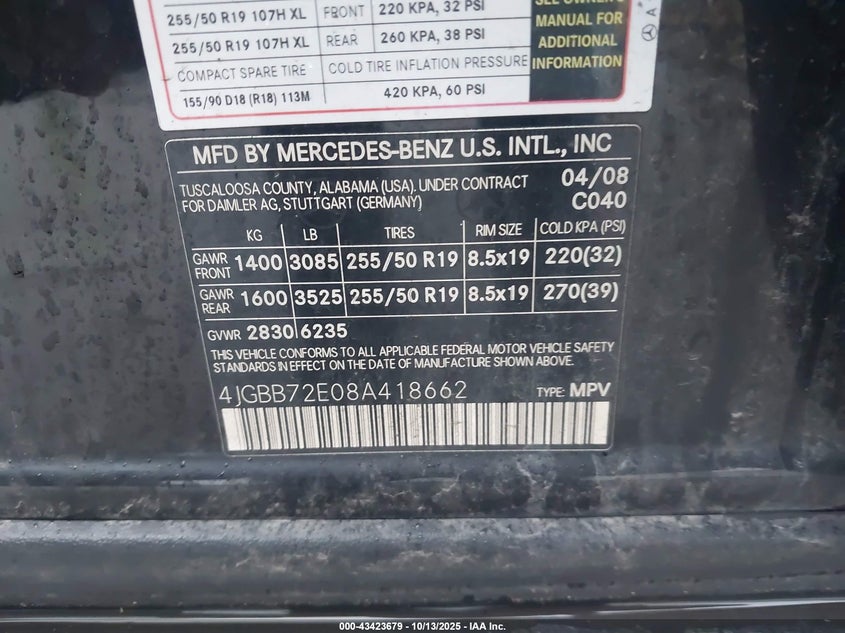 255/50 R19 107H XL FRONT 220 KPA, 32 PSI
255/50 R19 107H XL REAR 260 KPA, 38 PSI
COMPACT SPARE TIRE COLD TIRE INFLATION PRESSURE
155/90 D18 (R18) 113M 420 KPA, 60 PSI
SEE OWNER'S
MANUAL FOR
ADDITIONAL
INFORMATION
MFD BY MERCEDES-BENZ U.S. INTL., INC
TUSCALOOSA COUNTY, ALABAMA (USA). UNDER CONTRACT 04/08
FOR DAIMLER AG, STUTTGART (GERMANY) C040
KG LB TIRES RIM SIZE COLD KPA (PSI)
GAWR FRONT 1400 3085 255/50 R19 8.5x19 220(32)
GAWR REAR 1600 3525 255/50 R19 8.5x19 270(39)
GVWR 2830 6235
THIS VEHICLE CONFORMS TO ALL APPLICABLE FEDERAL MOTOR VEHICLE SAFETY
STANDARDS IN EFFECT ON THE DATE OF MANUFACTURE SHOWN ABOVE.
4JGBB72E08A418662 TYPE: MPV
000-43423679 - 10/13/2025 - IAA Inc.